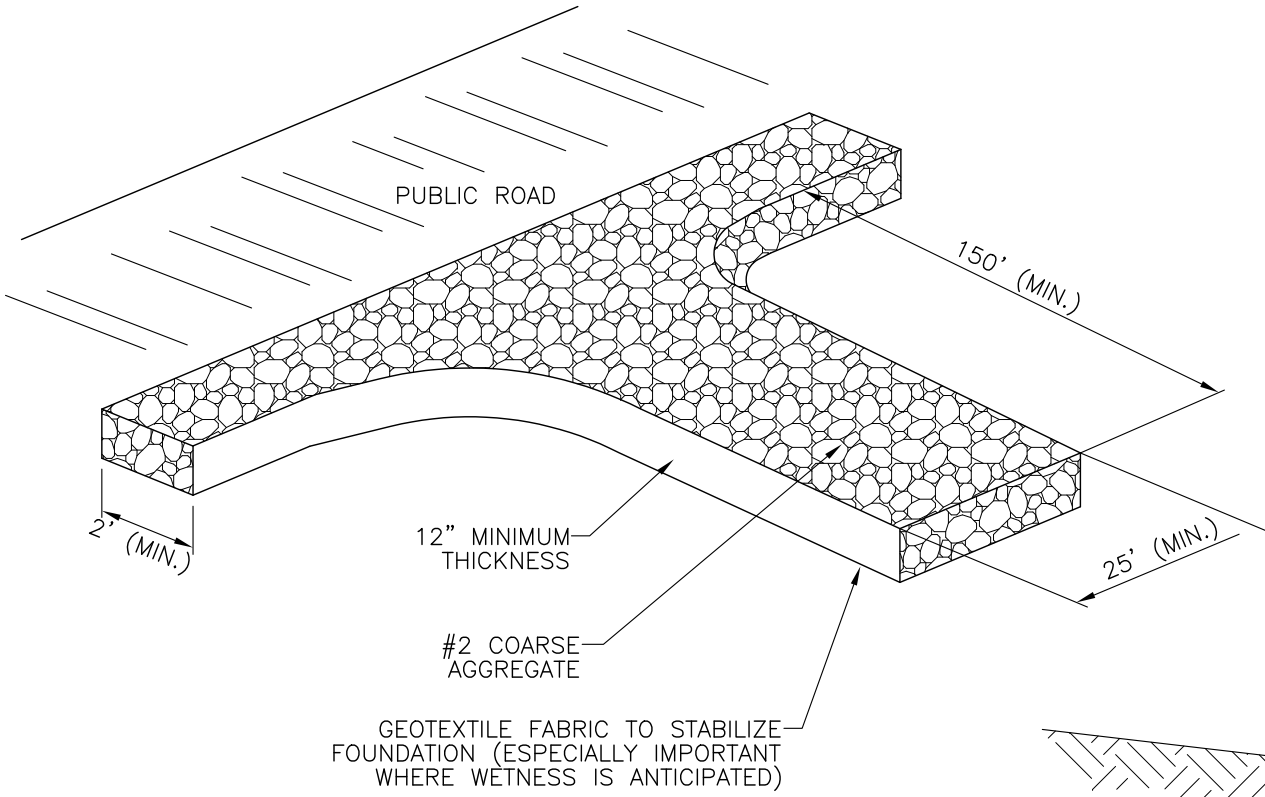 PUBLIC ROAD
150' (MIN.)
2' (MIN.)
12" MINIMUM
THICKNESS
25' (MIN.)
#2 COARSE
AGGREGATE
GEOTEXTILE FABRIC TO STABILIZE
FOUNDATION (ESPECIALLY IMPORTANT
WHERE WETNESS IS ANTICIPATED)